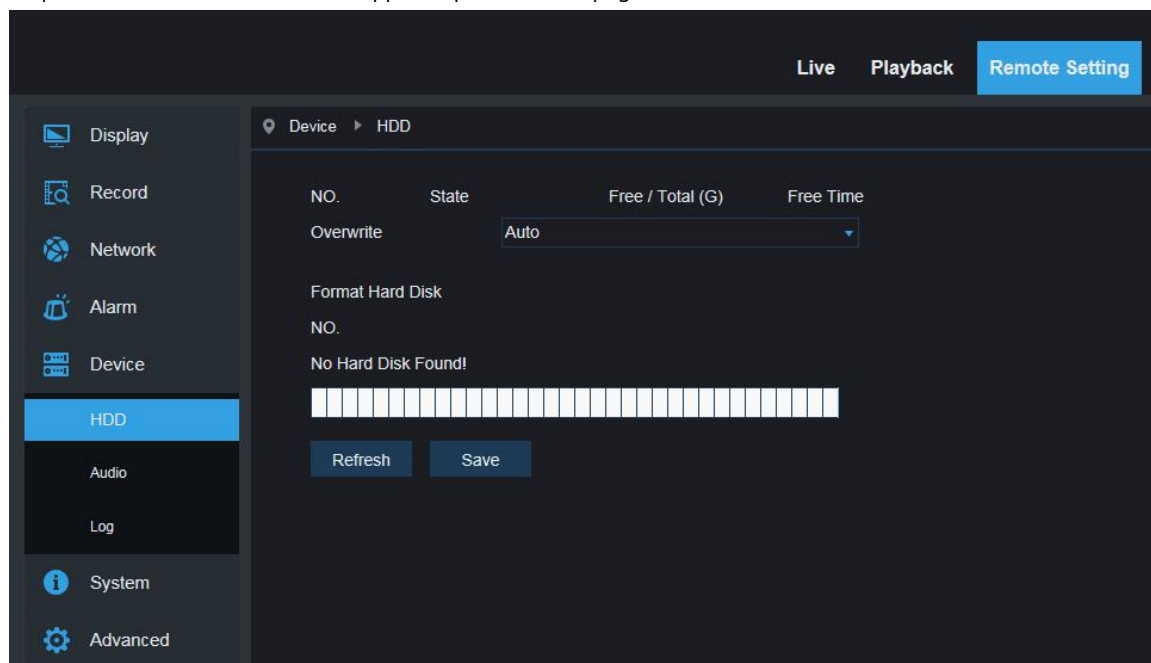 Live Playback Remote Setting
Display
Device HDD
Record
NO. State Free / Total (G) Free Time
Overwrite Auto
Network
Format Hard Disk
Alarm
NO.
Device
No Hard Disk Found!
HDD
Refresh Save
Audio
Log
System
Advanced